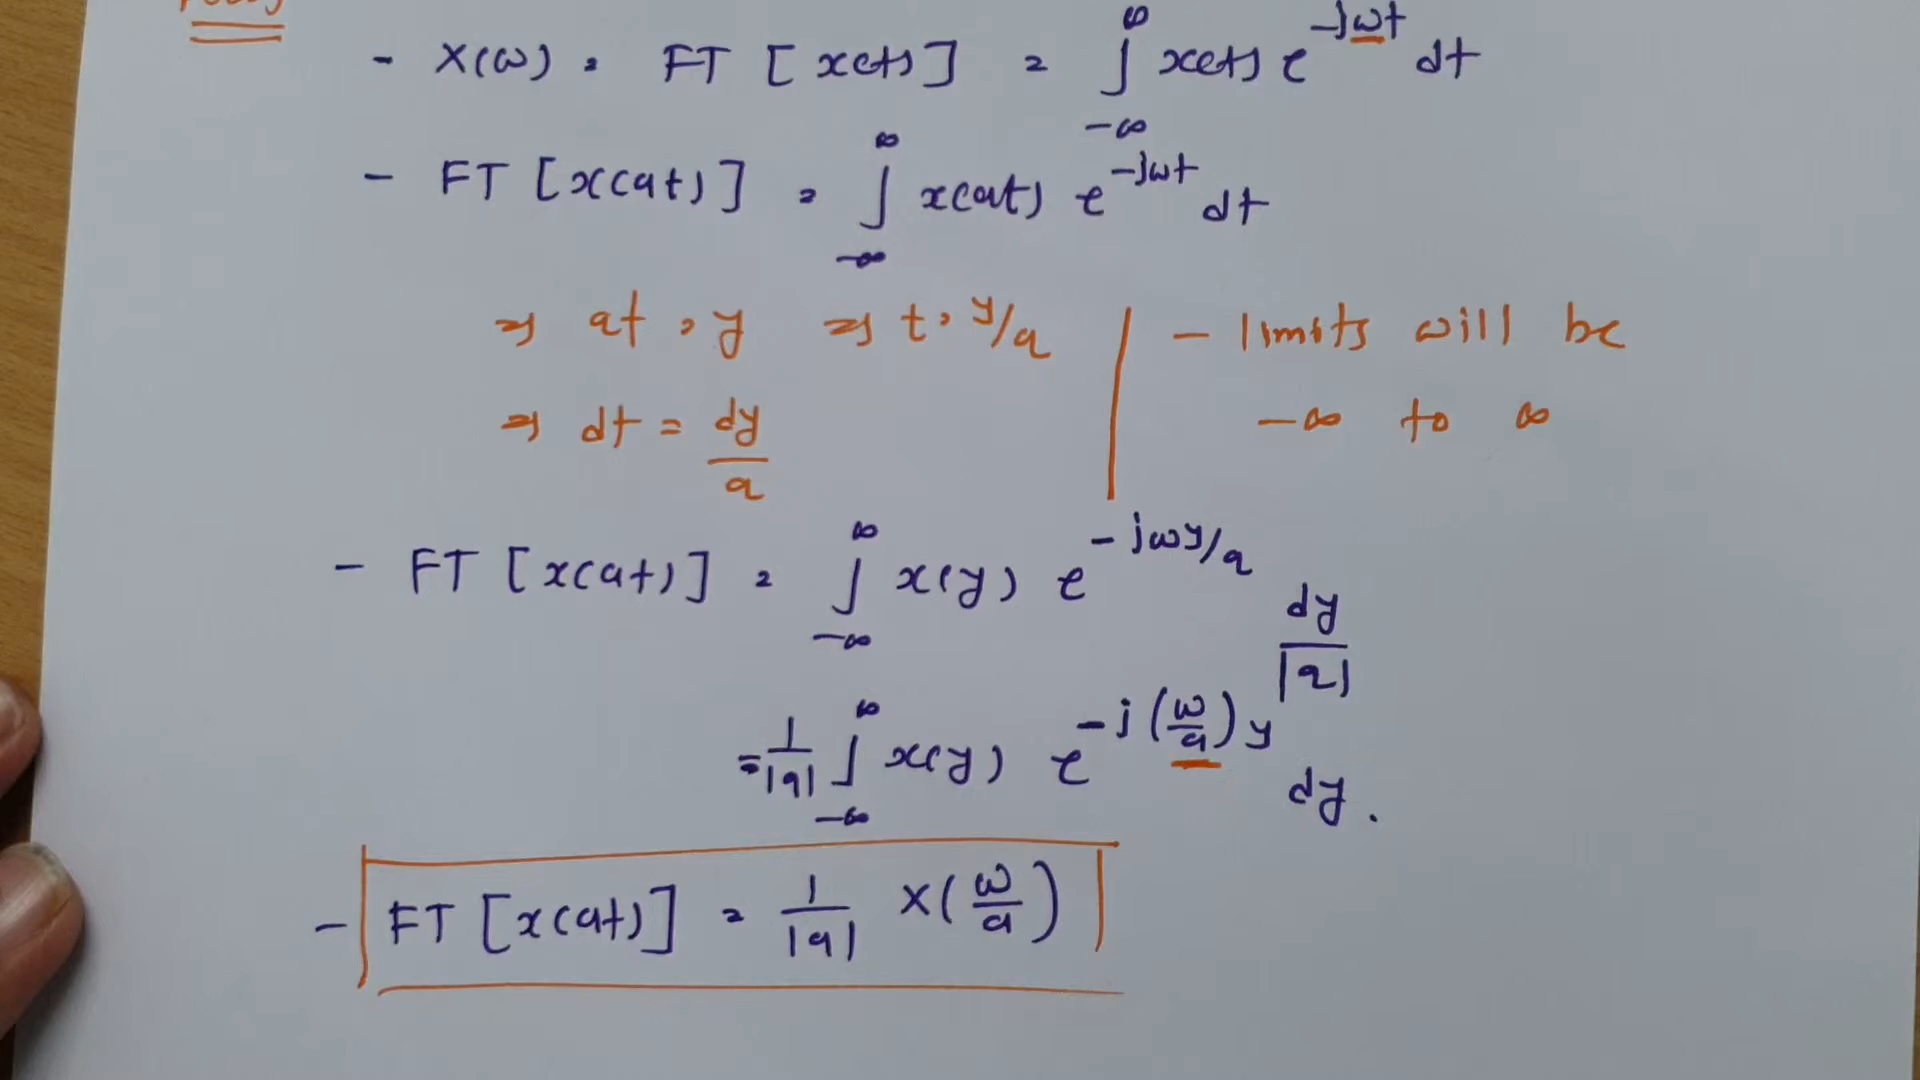 - X(ω) = FT [x(t)] = ∫_{-∞}^{∞} x(t) e^{-jωt} dt
- FT [x(at)] = ∫_{-∞}^{∞} x(at) e^{-jωt} dt
⇒ at = y ⇒ t = y/a | - limits will be
⇒ dt = dy/a | -∞ to ∞
- FT [x(at)] = ∫_{-∞}^{∞} x(y) e^{-jωy/a} dy/|a|
= 1/|a| ∫_{-∞}^{∞} x(y) e^{-j(ω/a)y} dy.
- FT [x(at)] = 1/|a| X(ω/a)